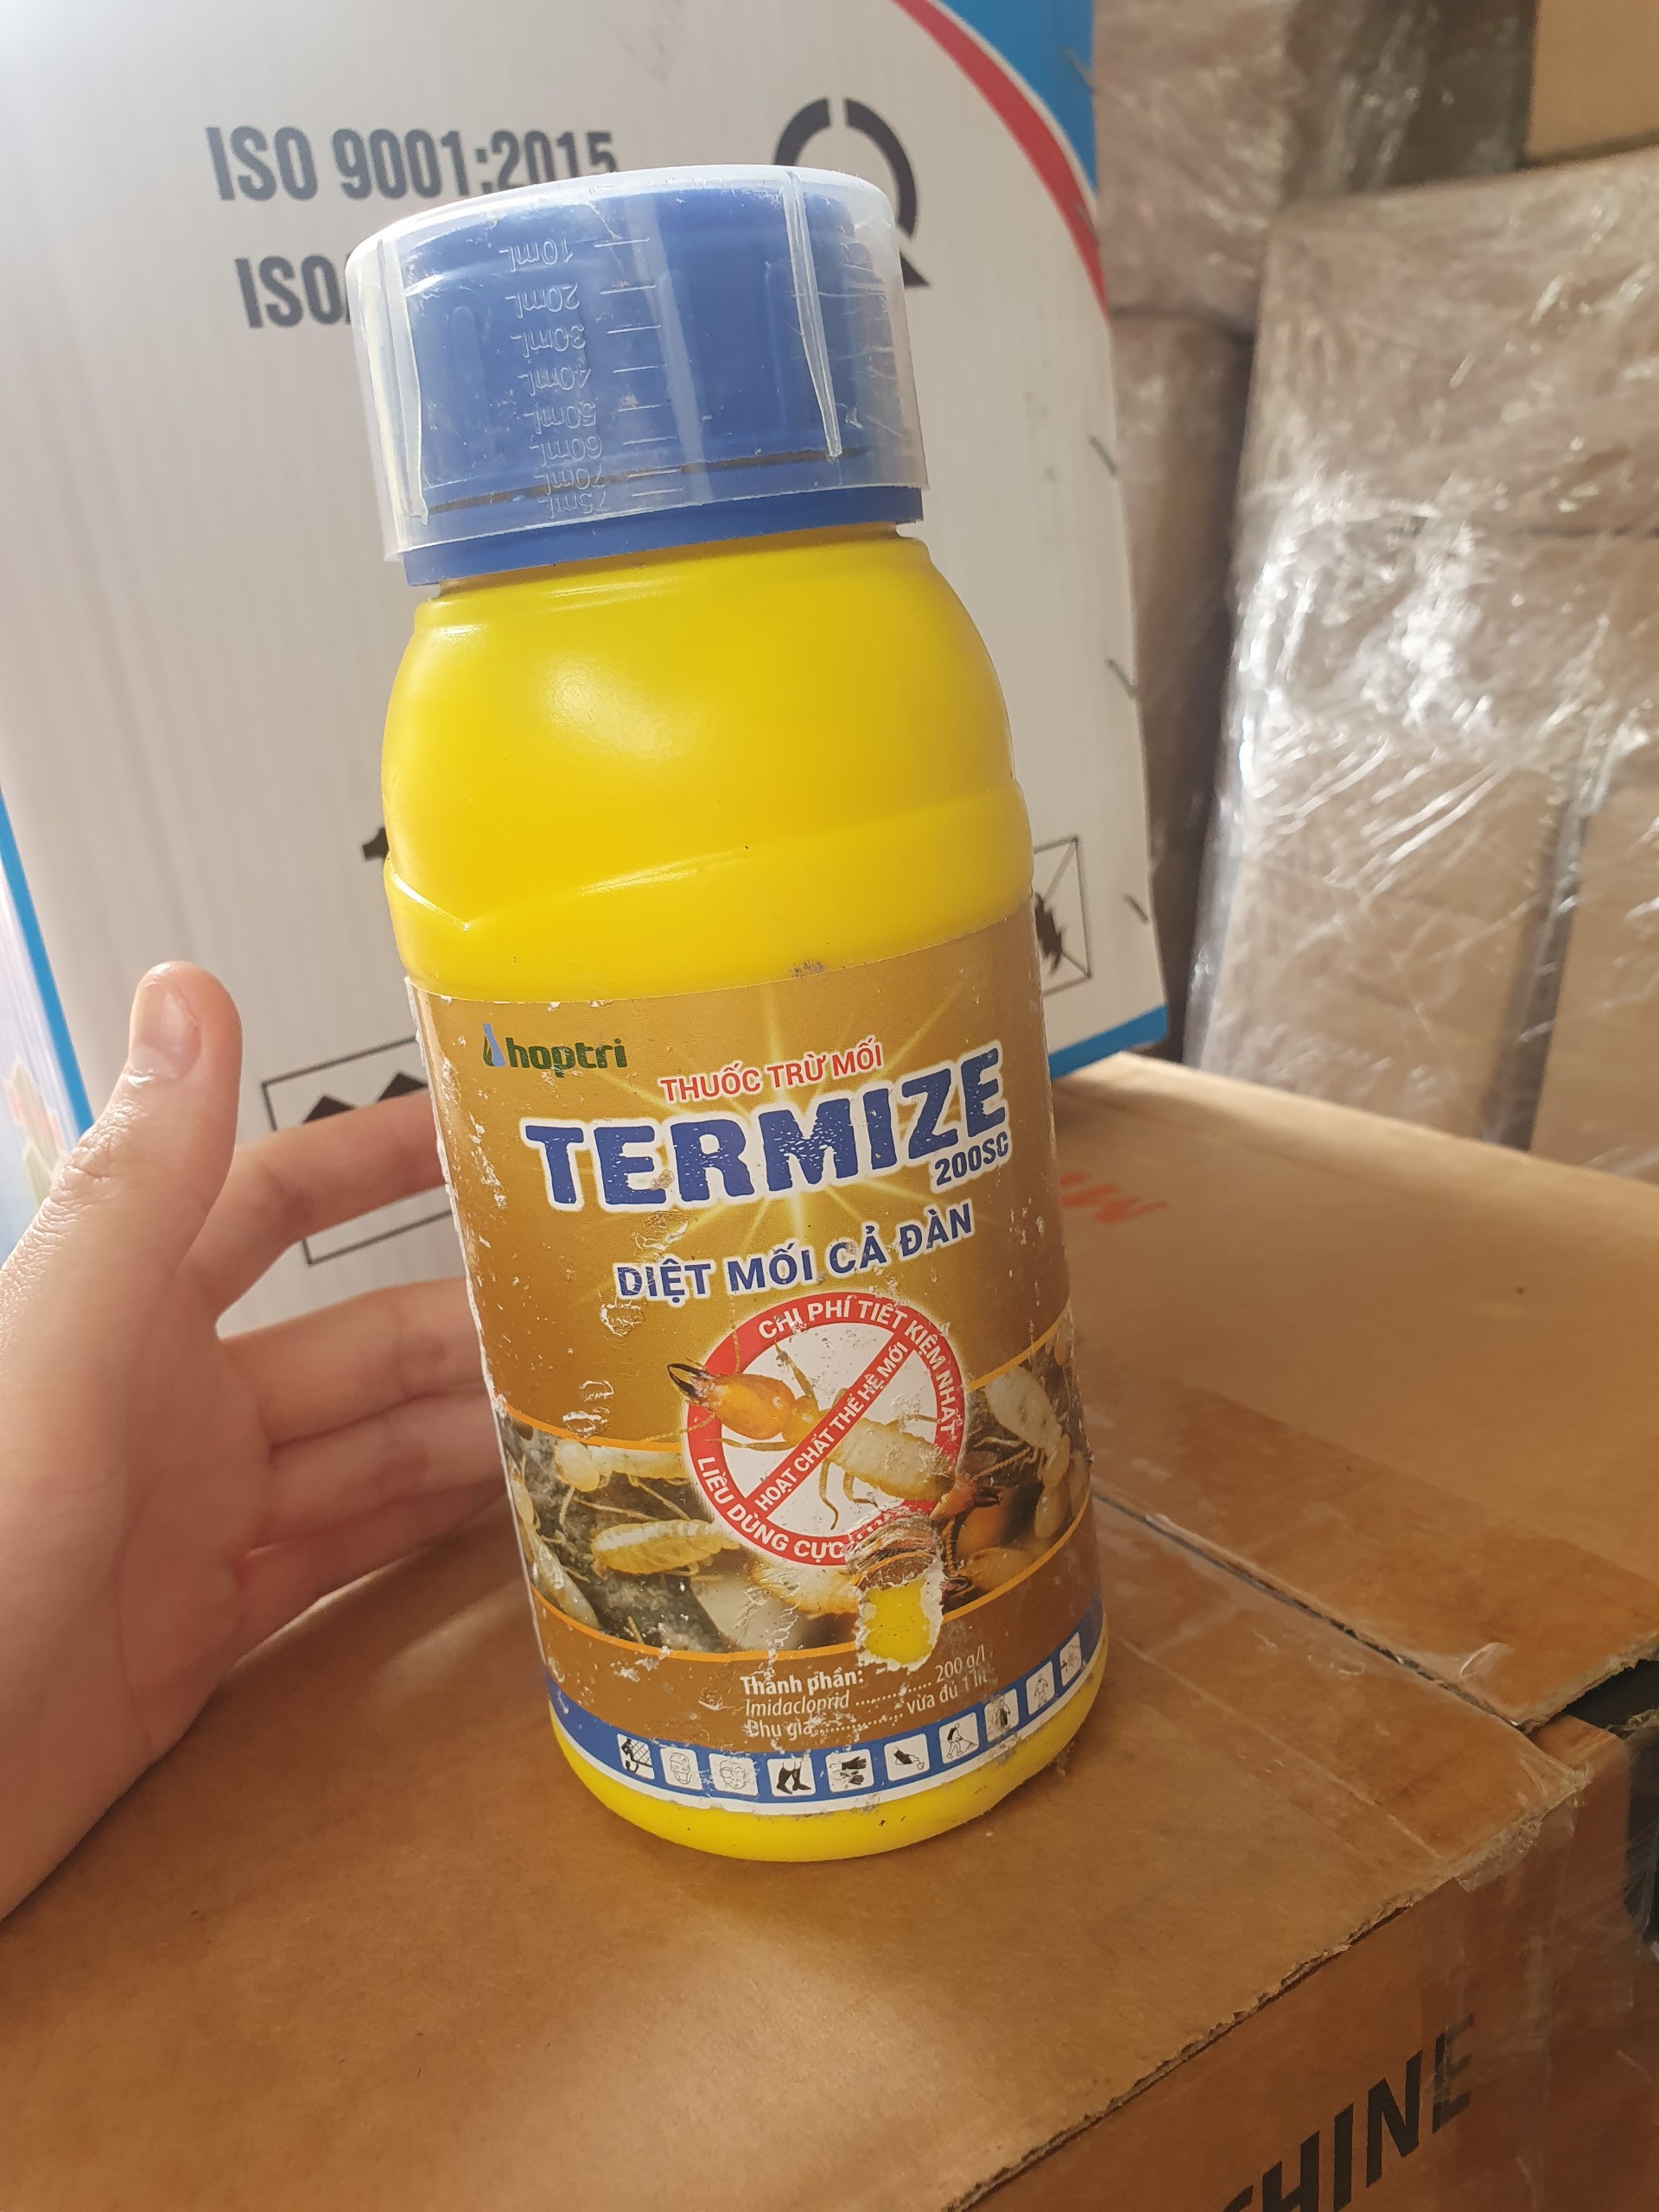 ISO 9001:2015
ISO
10mL
20mL
30mL
40mL
50mL
60mL
70mL
75mL
hoptri
THUỐC TRỪ MỐI
TERMIZE
200SC
DIỆT MỐI CẢ ĐÀN
CHI PHÍ TIẾT KIỆM NHẤT
HOẠT CHẤT THẾ HỆ MỚI
LIỀU DÙNG CỰC
Thành phần:
Imidacloprid .............. 200 g/l
Phụ gia ............... vừa đủ 1 lít